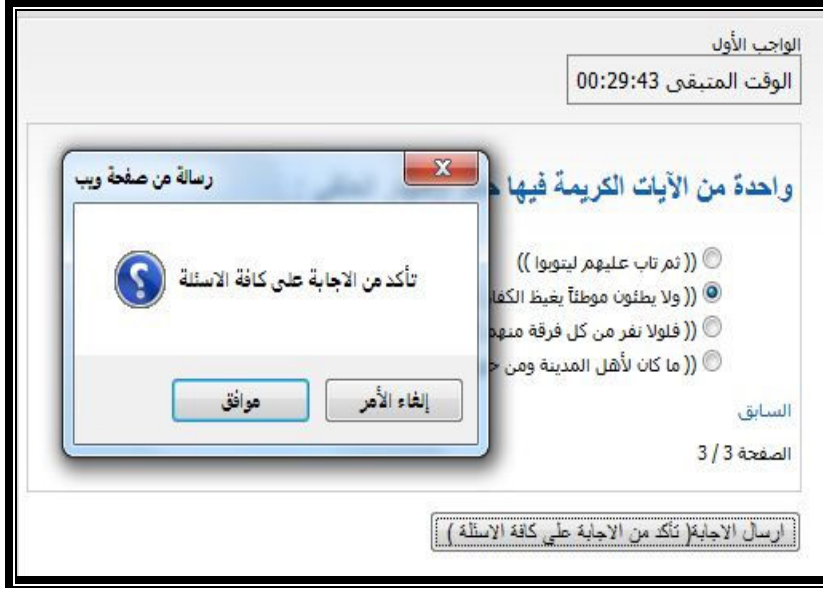 الواجب الأول
الوقت المتبقى 00:29:43
واحدة من الآيات الكريمة فيها
(( ثم تاب عليهم ليتوبوا ))
(( ولا يطئون موطئاً يغيظ الكفا
(( فلولا نفر من كل فرقة منهم
(( ما كان لأهل المدينة ومن
رسالة من صفحة ويب
تأكد من الاجابة على كافة الاسئلة
إلغاء الأمر
موافق
السابق
الصفحة 3 / 3
ارسال الاجابة( تأكد من الاجابة على كافة الاسئلة )